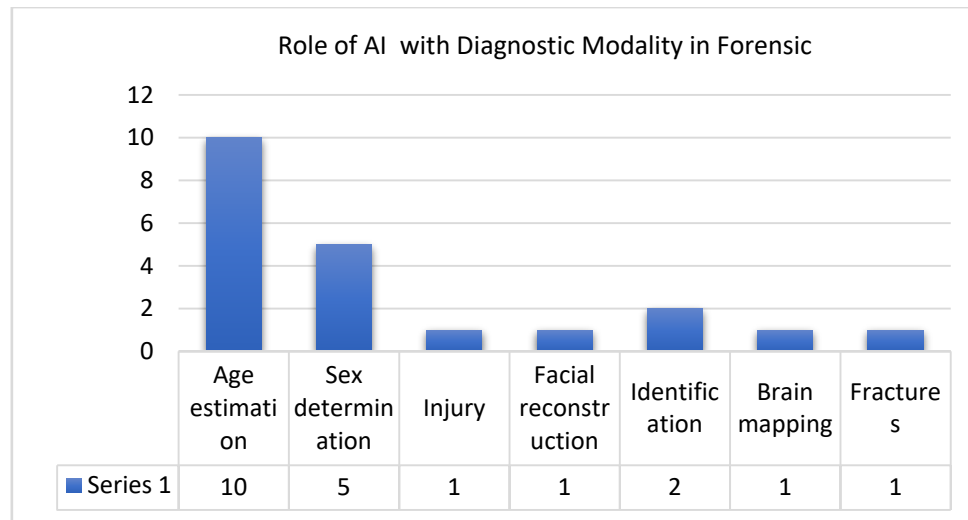 Role of AI with Diagnostic Modality in Forensic
12
10
8
6
4
2
0
Age
estimati
on
Sex
determin
ation
Injury
Facial
reconstr
uction
Identific
ation
Brain
mapping
Fracture
s
Series 1 10 5 1 1 2 1 1